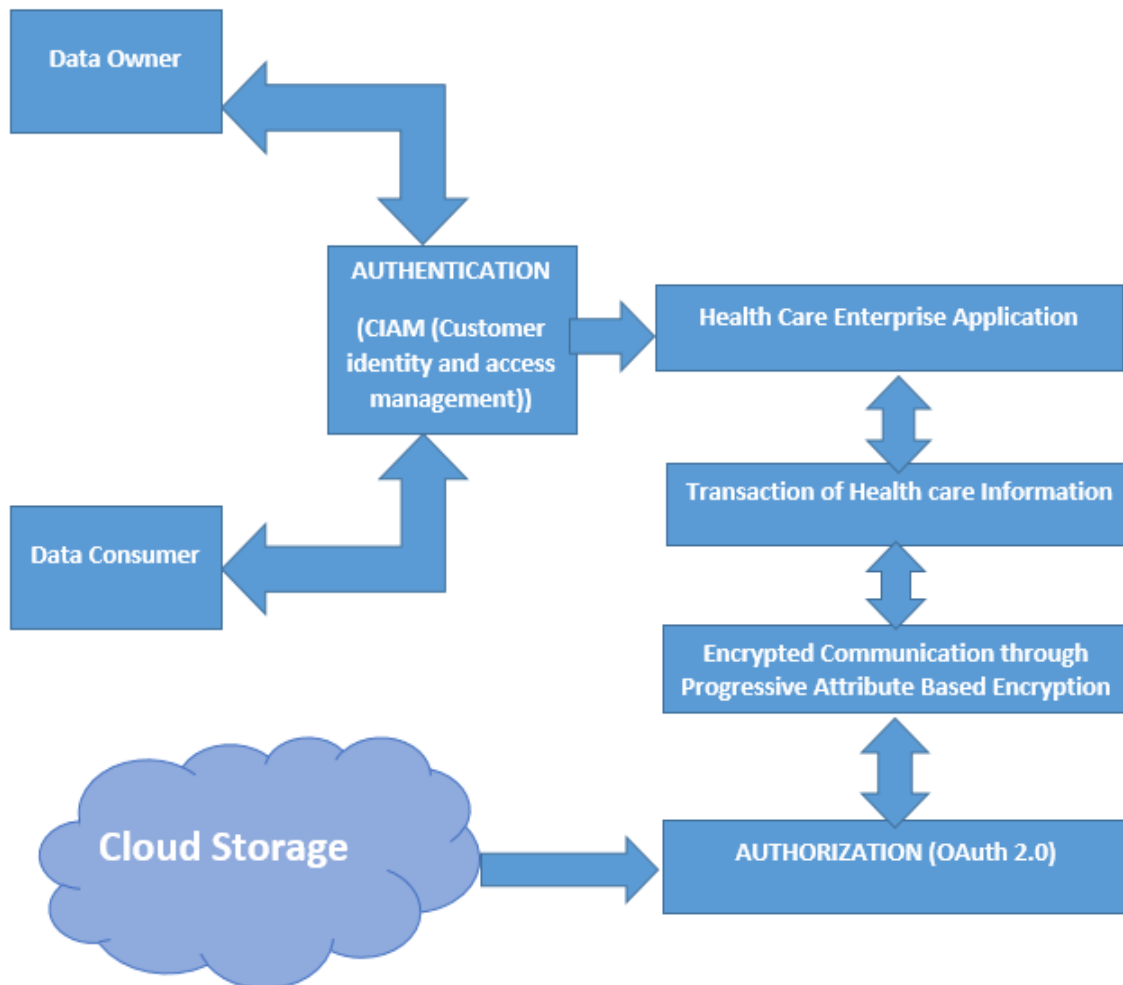 Data Owner
AUTHENTICATION
(CIAM (Customer
identity and access
management))
Health Care Enterprise Application
Transaction of Health care Information
Data Consumer
Encrypted Communication through
Progressive Attribute Based Encryption
Cloud Storage
AUTHORIZATION (OAuth 2.0)